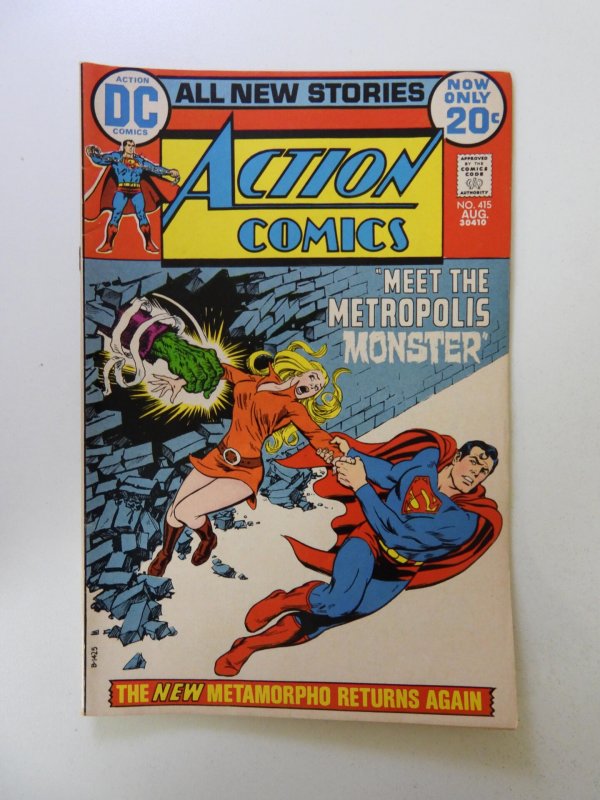 ACTION
DC
COMICS
ALL NEW STORIES
NOW
ONLY
20¢
ACTION
COMICS
APPROVED
BY THE
COMICS
CODE
AUTHORITY
NO. 415
AUG.
30410
"MEET THE
METROPOLIS
MONSTER"
S
B-1425
THE NEW METAMORPHO RETURNS AGAIN